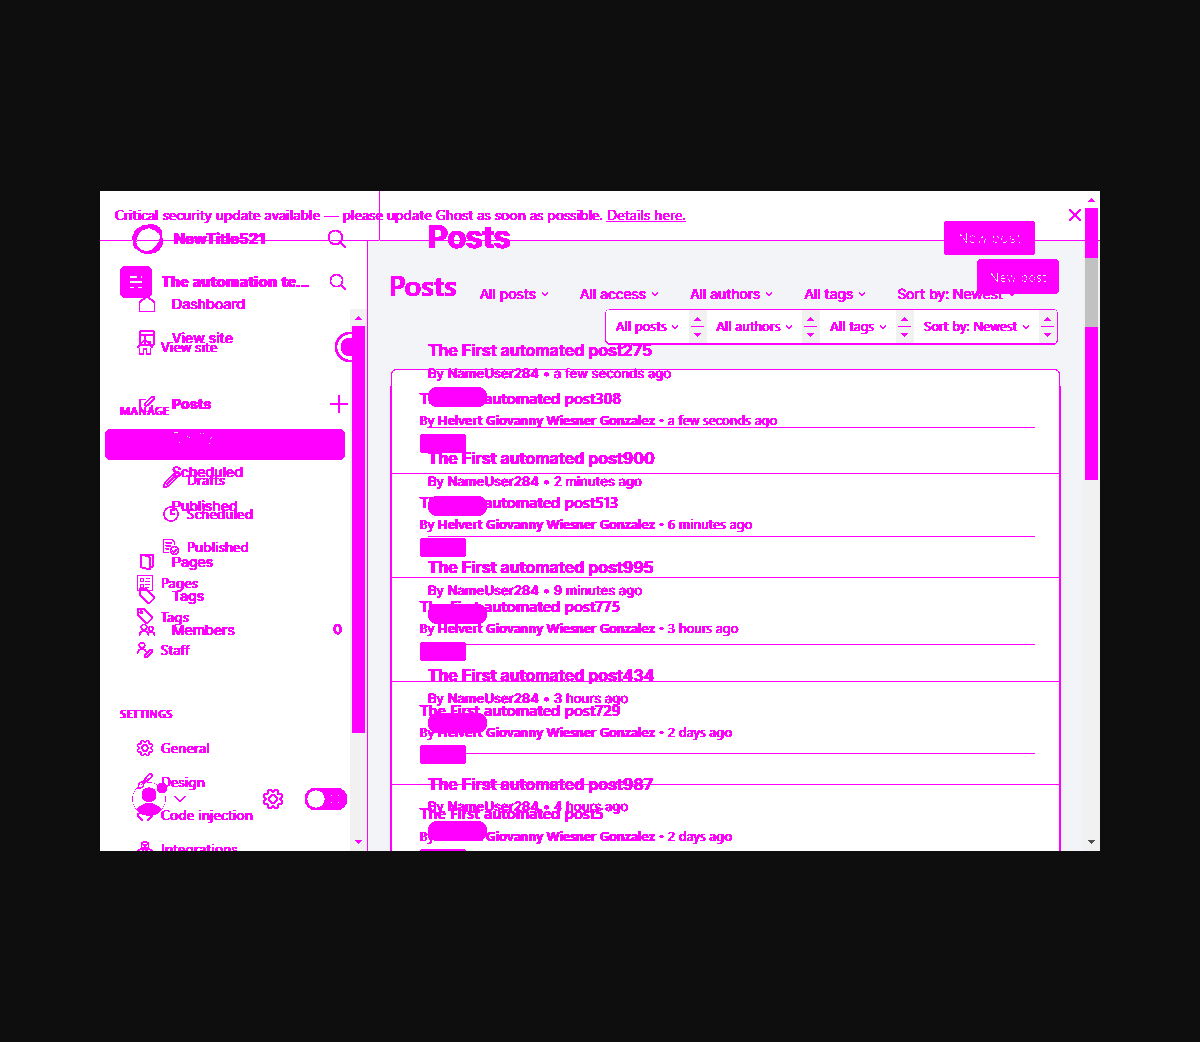 Critical security update available — please update Ghost as soon as possible. Details here.
NewTitle521
Posts
New post
The automation te...
New post
Dashboard
Posts
All posts
All access
All authors
All tags
Sort by: Newest
View site
View site
All posts
All authors
All tags
Sort by: Newest
The First automated post275
By NameUser284 • a few seconds ago
Posts
MANAGE
automated post308
By Helvert Giovanny Wiesner Gonzalez • a few seconds ago
The First automated post900
Scheduled
Drafts
By NameUser284 • 2 minutes ago
automated post513
Published
Scheduled
By Helvert Giovanny Wiesner Gonzalez • 6 minutes ago
Published
Pages
The First automated post995
Pages
By NameUser284 • 9 minutes ago
Tags
The First automated post775
Tags
Members
0
By Helvert Giovanny Wiesner Gonzalez • 3 hours ago
Staff
The First automated post434
By NameUser284 • 3 hours ago
SETTINGS
The First automated post729
By Helvert Giovanny Wiesner Gonzalez • 2 days ago
General
Design
The First automated post987
By NameUser284 • 4 hours ago
Code injection
The First automated post5
By Giovanny Wiesner Gonzalez • 2 days ago
Integrations